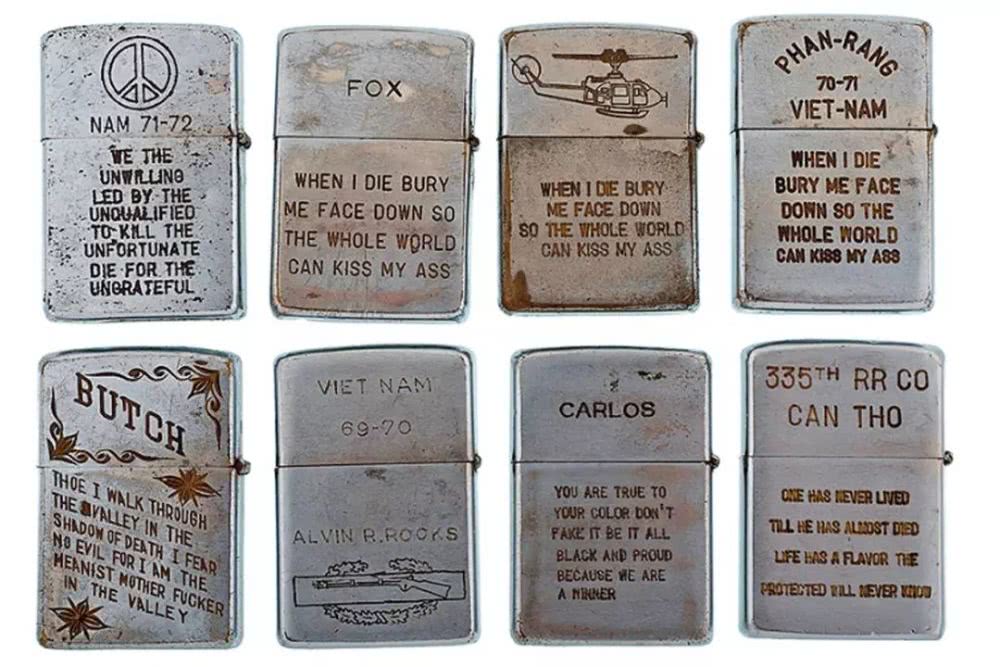 NAM 71-72
WE THE
UNWILLING
LED BY THE
UNQUALIFIED
TO KILL THE
UNFORTUNATE
DIE FOR THE
UNGRATEFUL
FOX
WHEN I DIE BURY
ME FACE DOWN SO
THE WHOLE WORLD
CAN KISS MY ASS
WHEN I DIE BURY
ME FACE DOWN
SO THE WHOLE WORLD
CAN KISS MY ASS
PHAN-RANG
70-71
VIET-NAM
WHEN I DIE
BURY ME FACE
DOWN SO THE
WHOLE WORLD
CAN KISS MY ASS
BUTCH
THOE I WALK THROUGH
THE VALLEY IN THE
SHADOW OF DEATH I FEAR
NO EVIL FOR I AM THE
MEANIST MOTHER FUCKER
IN THE VALLEY
VIET NAM
69-70
ALVIN R. ROCKS
CARLOS
YOU ARE TRUE TO
YOUR COLOR DON'T
FAKE IT BE IT ALL
BLACK AND PROUD
BECAUSE WE ARE
A WINNER
335TH RR CO
CAN THO
ONE HAS NEVER LIVED
TILL HE HAS ALMOST DIED
LIFE HAS A FLAVOR THE
PROTECTED WILL NEVER KNOW